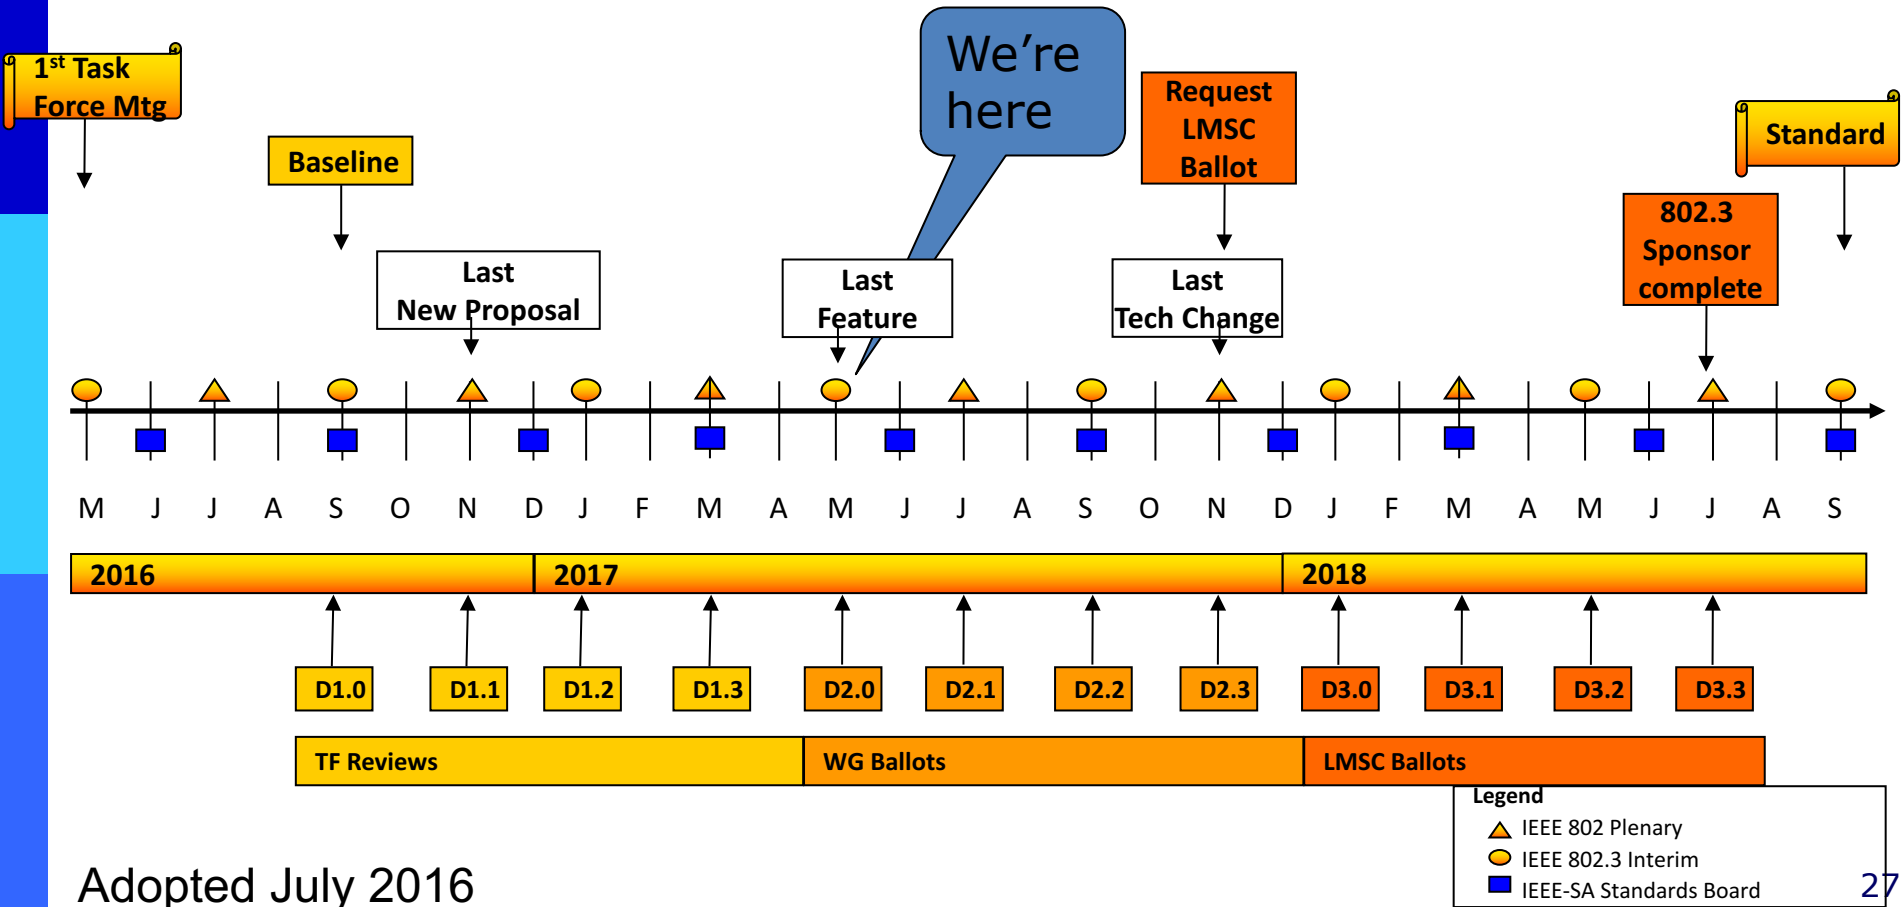 1st Task
Force Mtg
We’re
here
Request
LMSC
Ballot
Standard
Baseline
802.3
Sponsor
complete
Last
New Proposal
Last
Feature
Last
Tech Change
M J J A S O N D J F M A M J J A S O N D J F M A M J J A S
2016 2017 2018
D1.0 D1.1 D1.2 D1.3 D2.0 D2.1 D2.2 D2.3 D3.0 D3.1 D3.2 D3.3
TF Reviews WG Ballots LMSC Ballots
Legend
IEEE 802 Plenary
IEEE 802.3 Interim
IEEE-SA Standards Board
Adopted July 2016
27